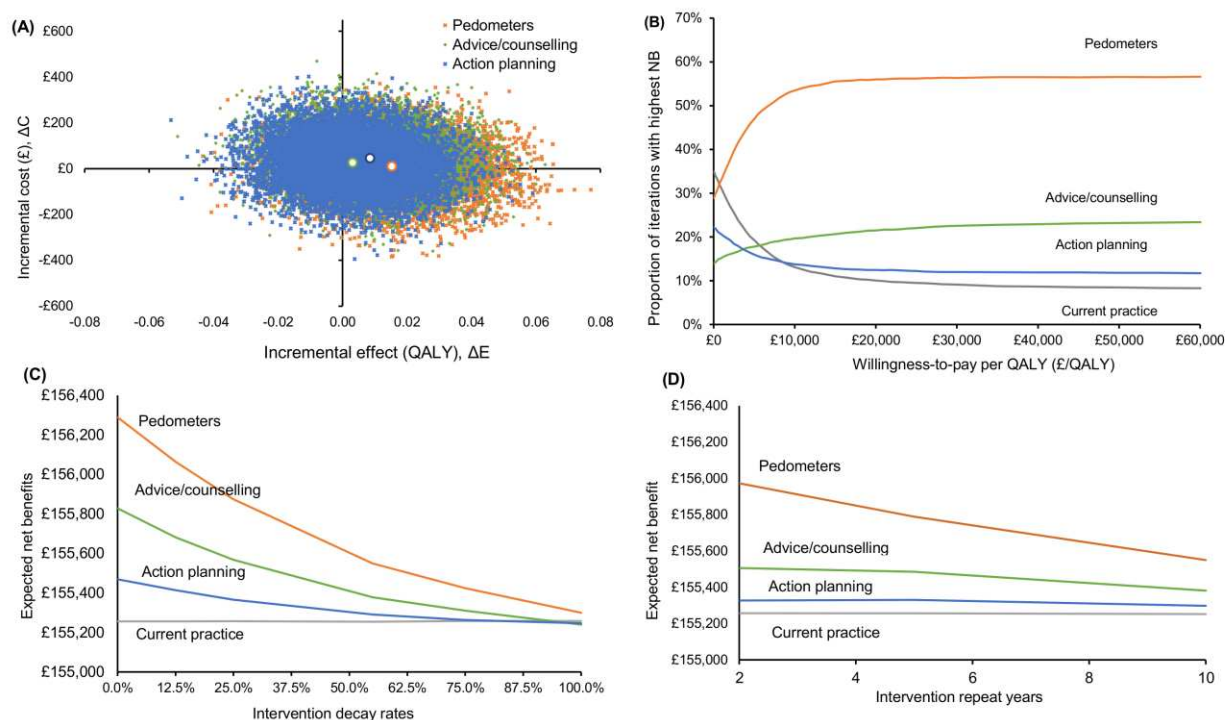 (A)
£600
£400
£200
£0
-£200
-£400
-£600
Incremental cost (£), ΔC
-0.08
-0.06
-0.04
-0.02
0.00
0.02
0.04
0.06
0.08
Incremental effect (QALY), ΔE
Pedometers
Advice/counselling
Action planning
(B)
70%
60%
50%
40%
30%
20%
10%
0%
Proportion of iterations with highest NB
Pedometers
Advice/counselling
Action planning
Current practice
£0
£10,000
£20,000
£30,000
£40,000
£50,000
£60,000
Willingness-to-pay per QALY (£/QALY)
(C)
£156,400
£156,200
£156,000
£155,800
£155,600
£155,400
£155,200
£155,000
Expected net benefits
Pedometers
Advice/counselling
Action planning
Current practice
0.0%
12.5%
25.0%
37.5%
50.0%
62.5%
75.0%
87.5%
100.0%
Intervention decay rates
(D)
£156,400
£156,200
£156,000
£155,800
£155,600
£155,400
£155,200
£155,000
Expected net benefit
Pedometers
Advice/counselling
Action planning
Current practice
2
4
6
8
10
Intervention repeat years